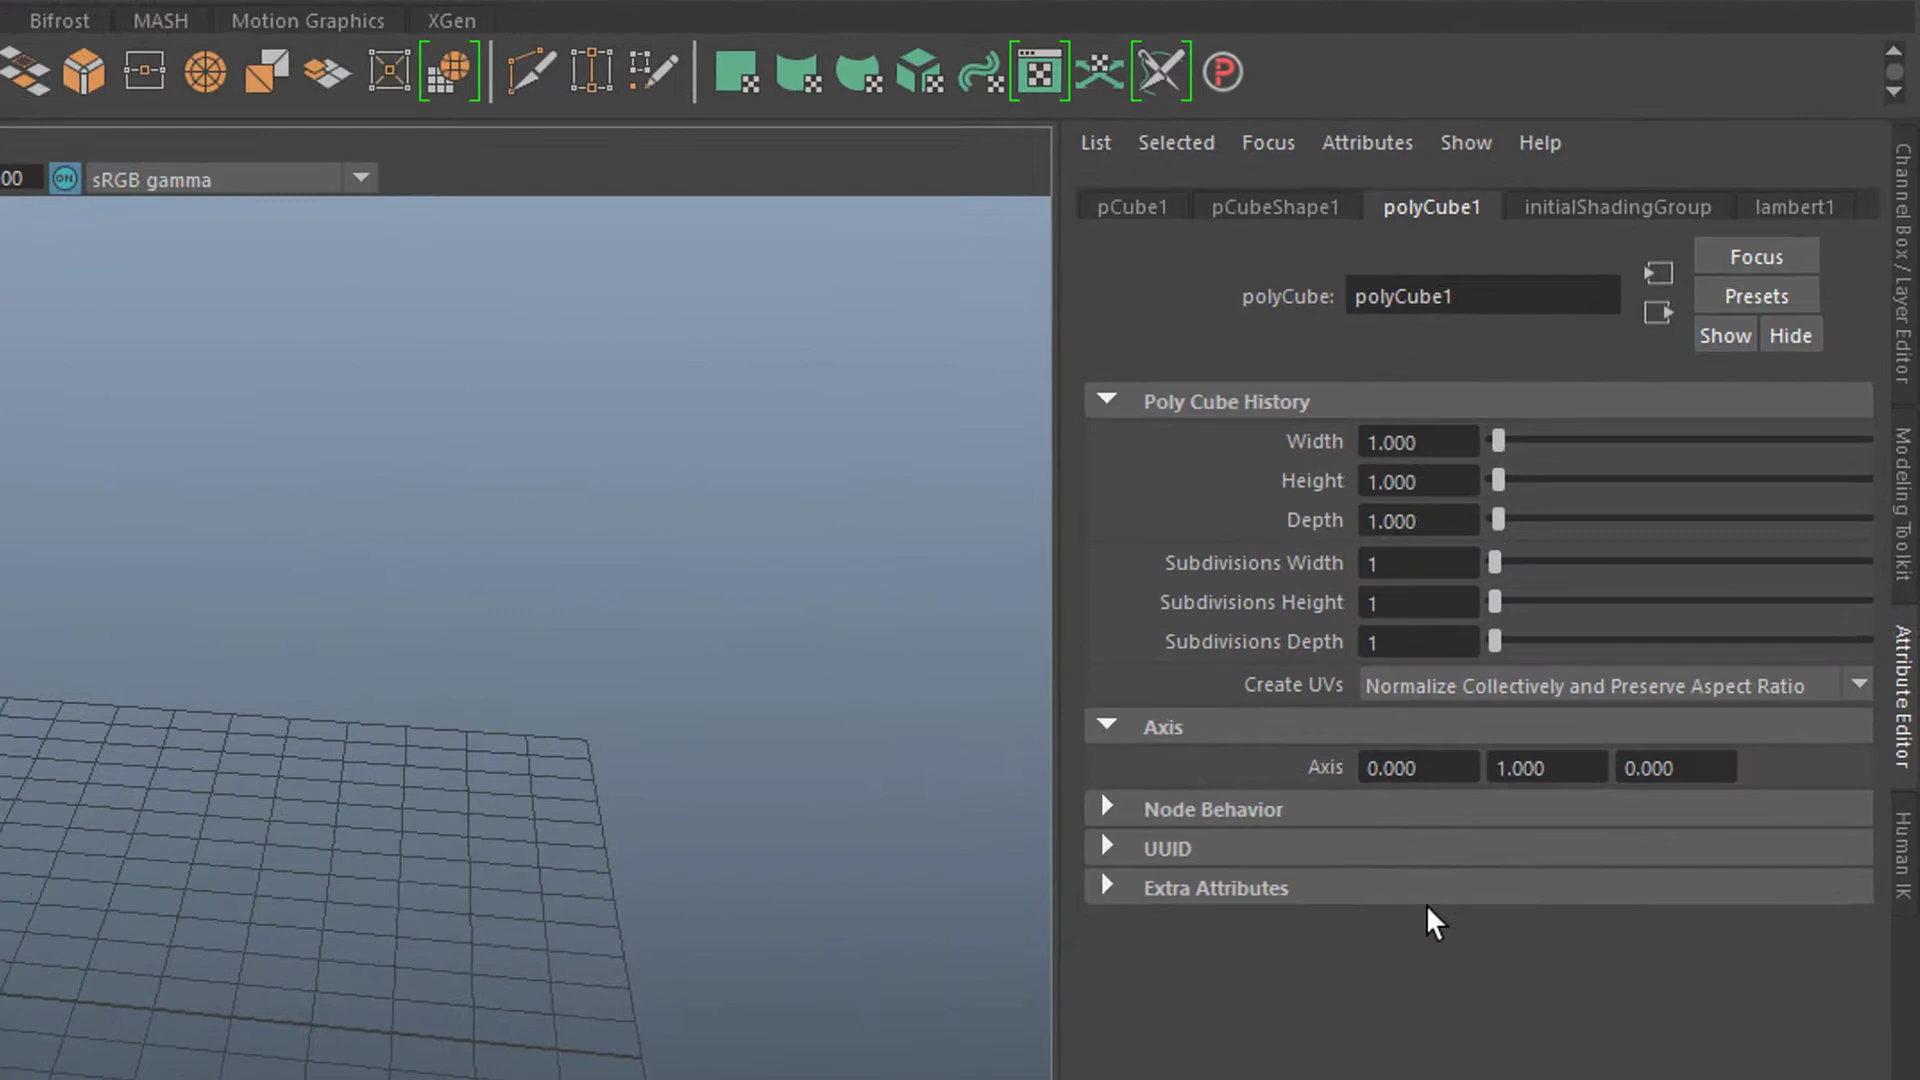 Bifrost MASH Motion Graphics XGen
List Selected Focus Attributes Show Help
00 ON sRGB gamma
pCube1 pCubeShape1 polyCube1 initialShadingGroup lambert1
polyCube: polyCube1
Focus
Presets
Show Hide
Poly Cube History
Width 1.000
Height 1.000
Depth 1.000
Subdivisions Width 1
Subdivisions Height 1
Subdivisions Depth 1
Create UVs Normalize Collectively and Preserve Aspect Ratio
Axis
Axis 0.000 1.000 0.000
Node Behavior
UUID
Extra Attributes
Channel Box / Layer Editor
Modeling Toolkit
Attribute Editor
Human IK
P